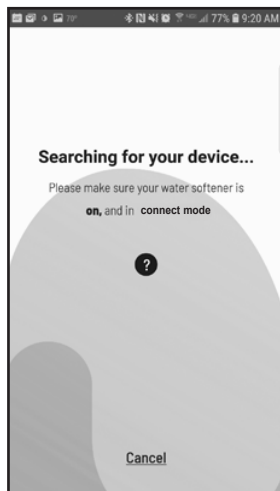 70° 77% 9:20 AM
Searching for your device...
Please make sure your water softener is
on, and in connect mode
?
Cancel